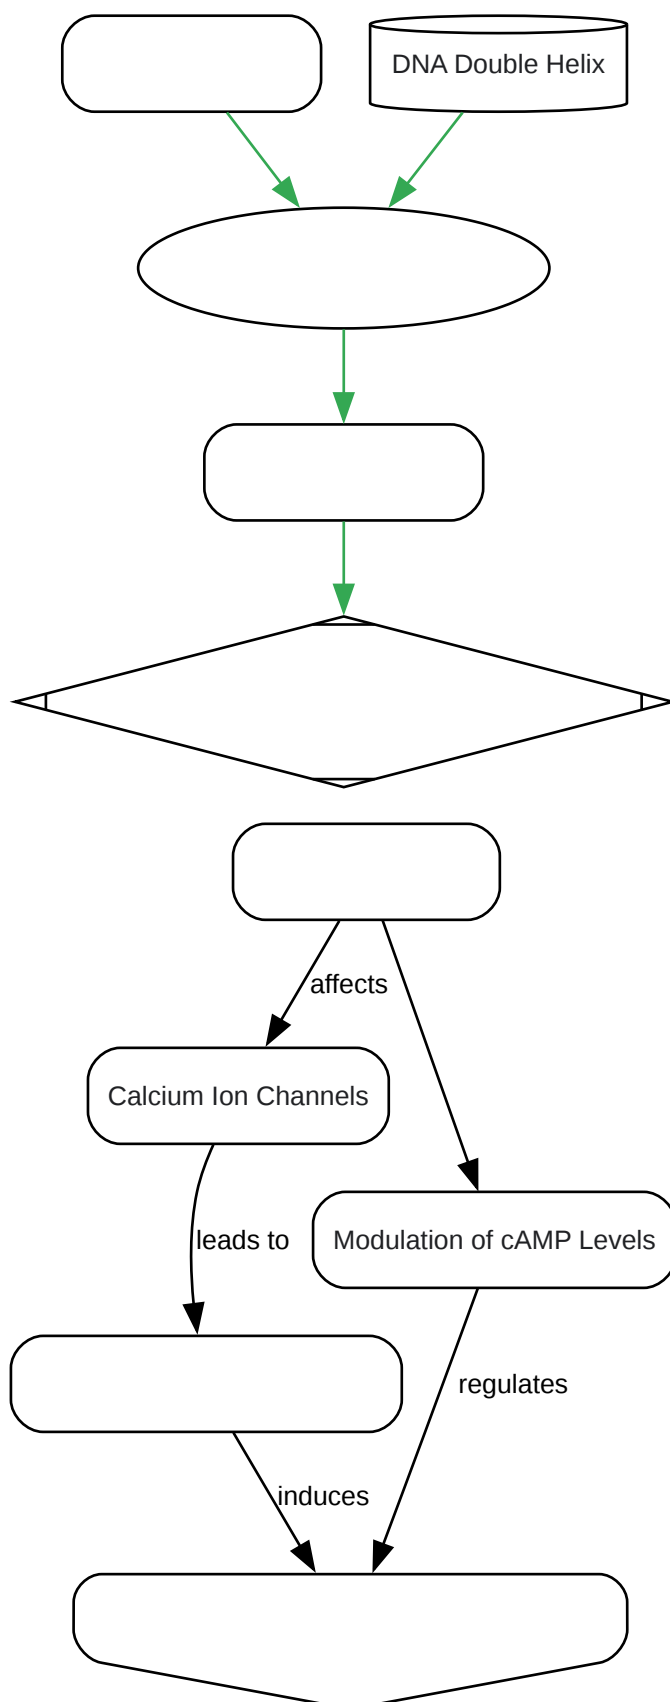 DNA Double Helix
affects
Calcium Ion Channels
leads to
Modulation of cAMP Levels
regulates
induces